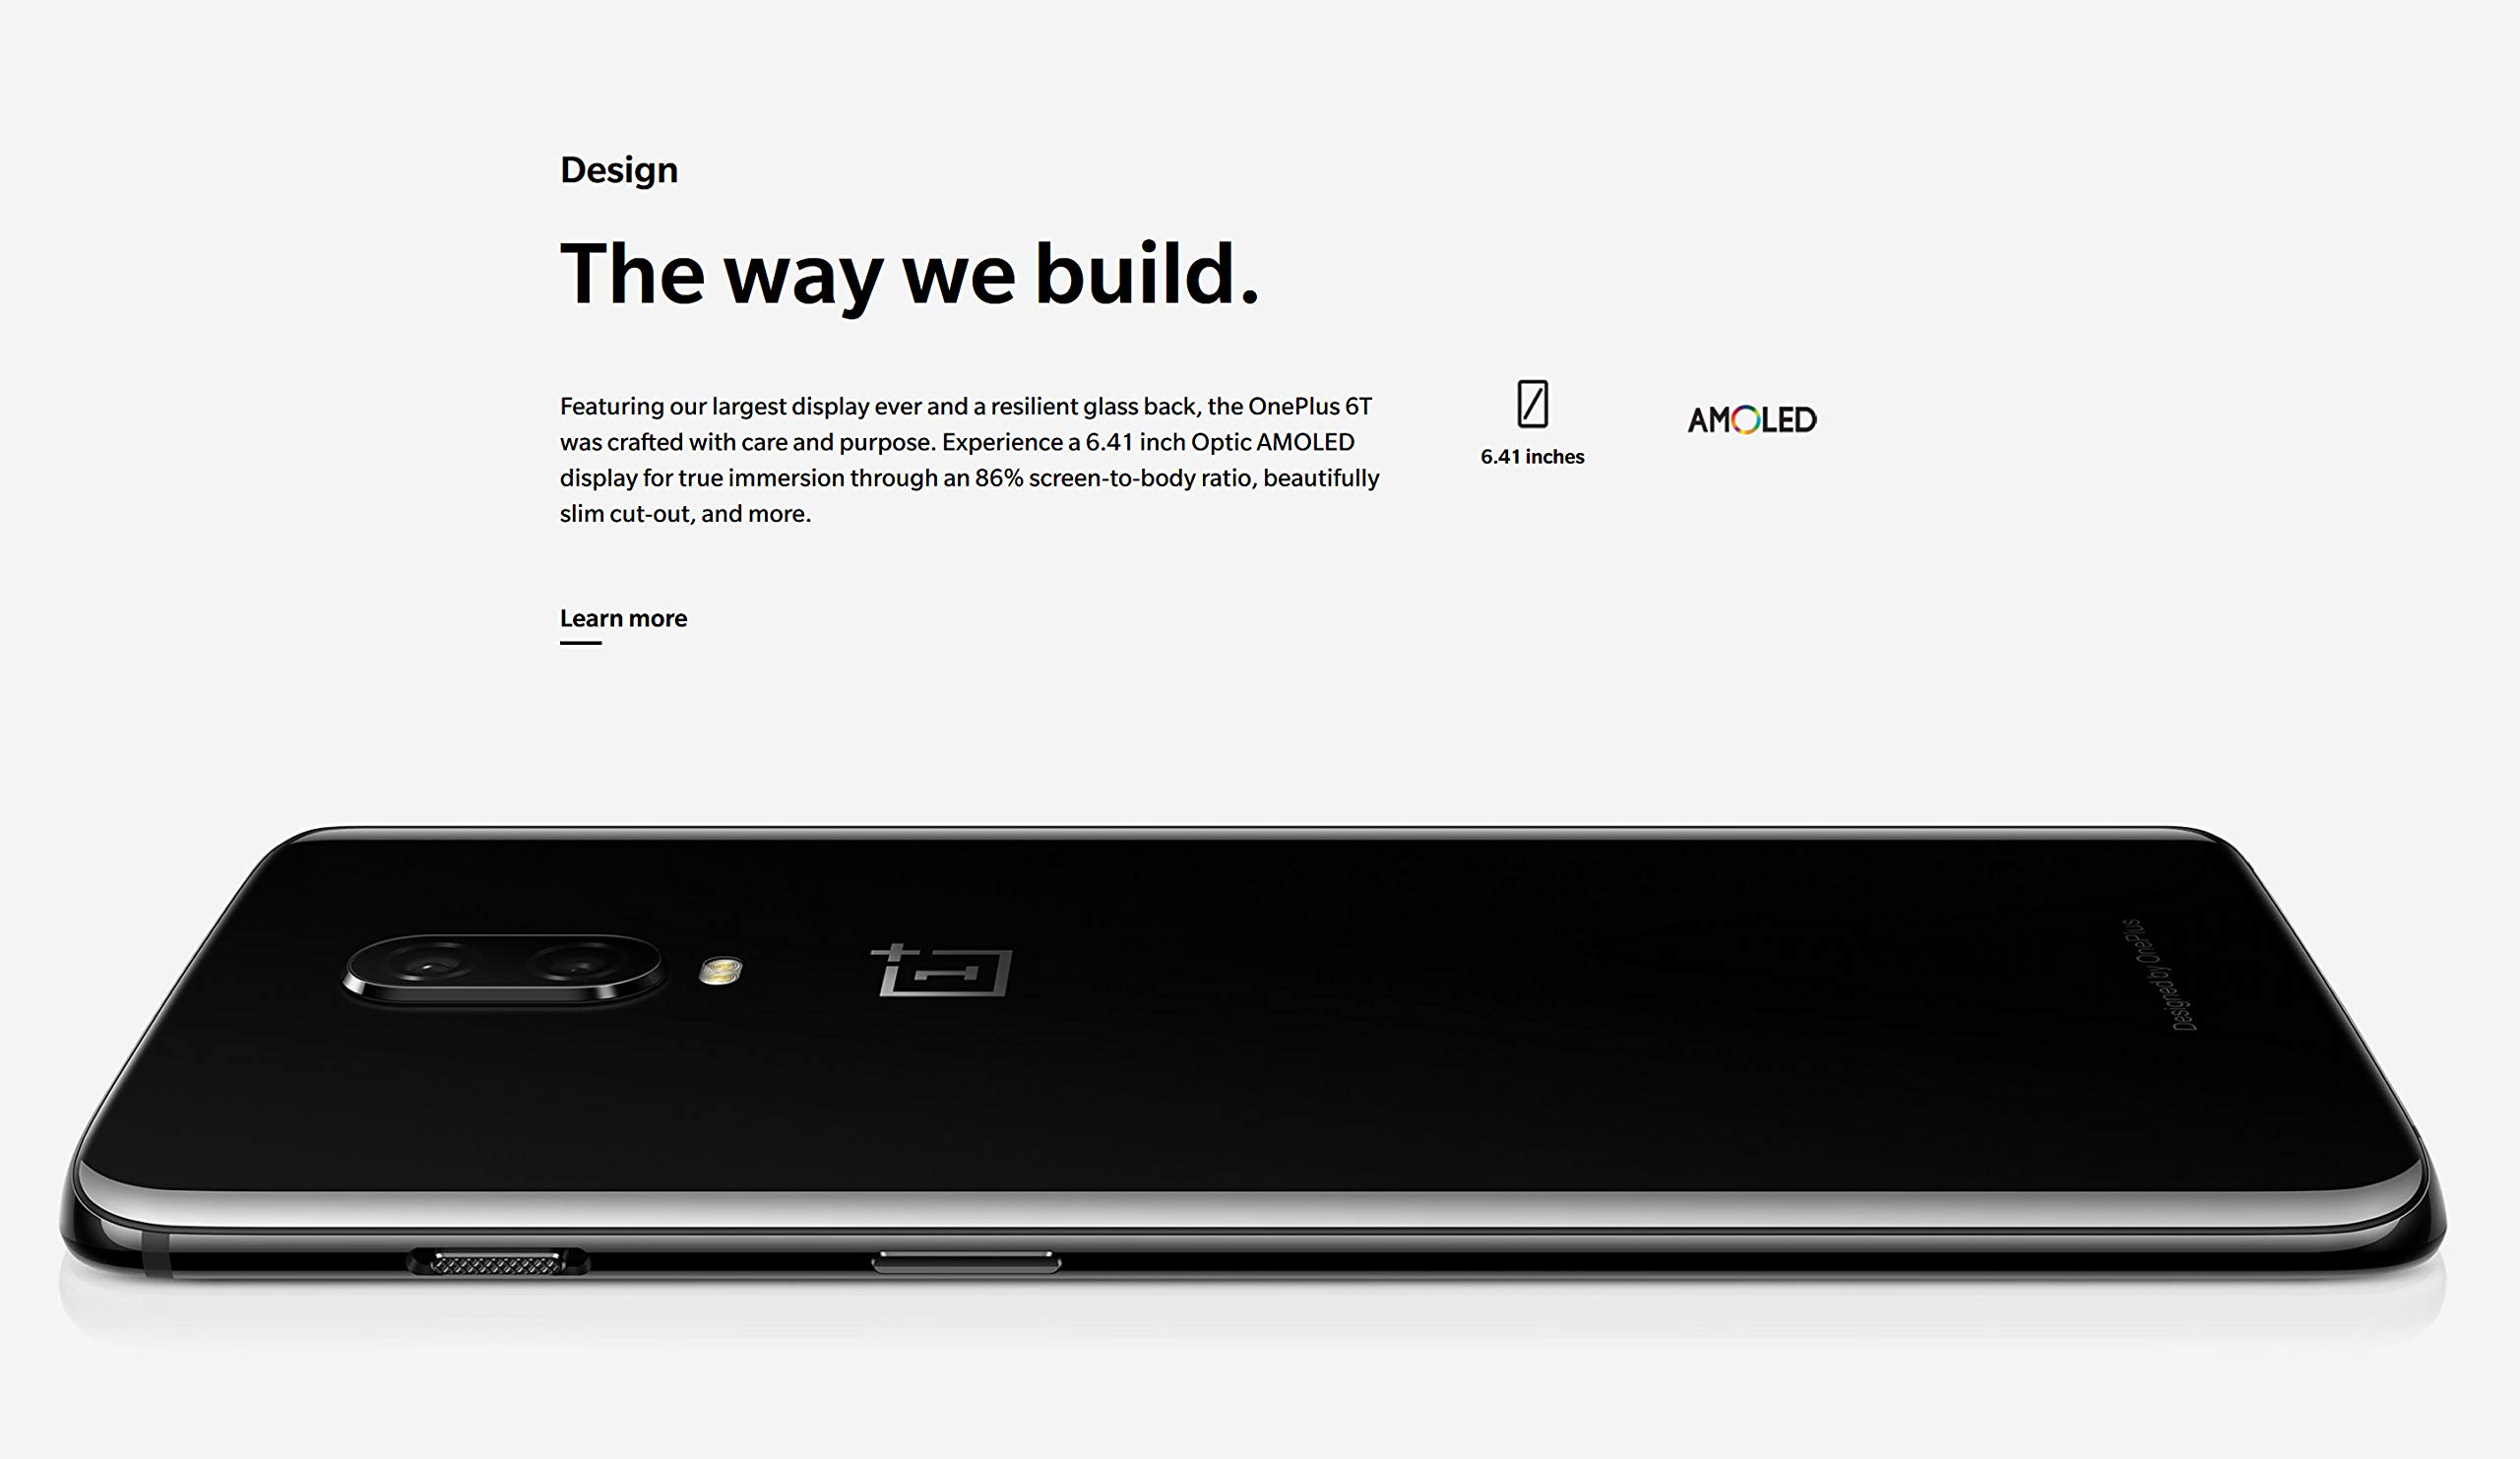 Design
The way we build.
Featuring our largest display ever and a resilient glass back, the OnePlus 6T
was crafted with care and purpose. Experience a 6.41 inch Optic AMOLED
display for true immersion through an 86% screen-to-body ratio, beautifully
slim cut-out, and more.
6.41 inches
AMOLED
Learn more
Designed by OnePlus